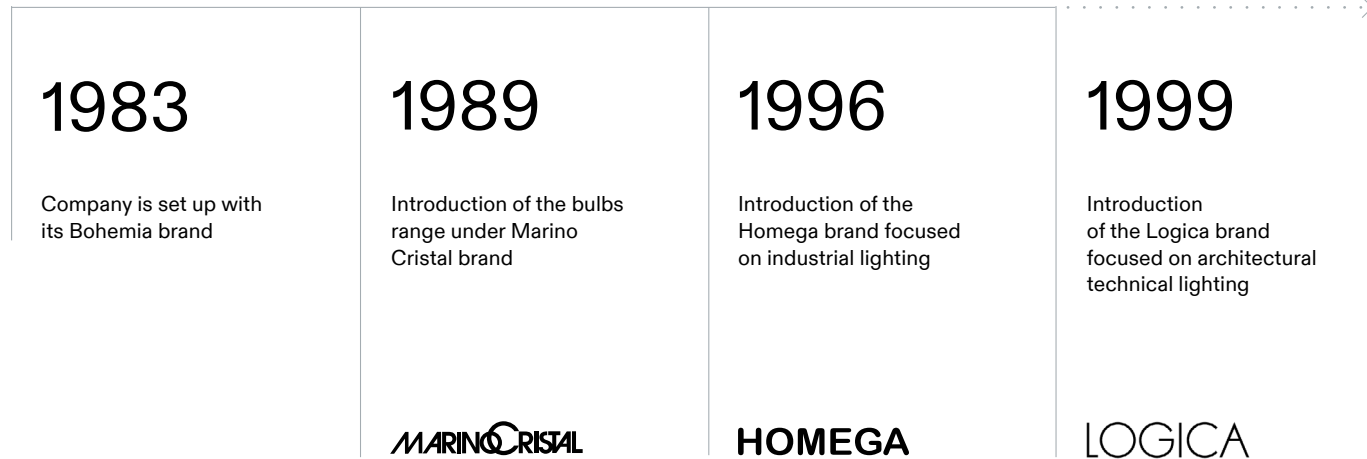 1983
Company is set up with
its Bohemia brand
1989
Introduction of the bulbs
range under Marino
Cristal brand
MARINOCRISTAL
1996
Introduction of the
Homega brand focused
on industrial lighting
HOMEGA
1999
Introduction
of the Logica brand
focused on architectural
technical lighting
LOGICA